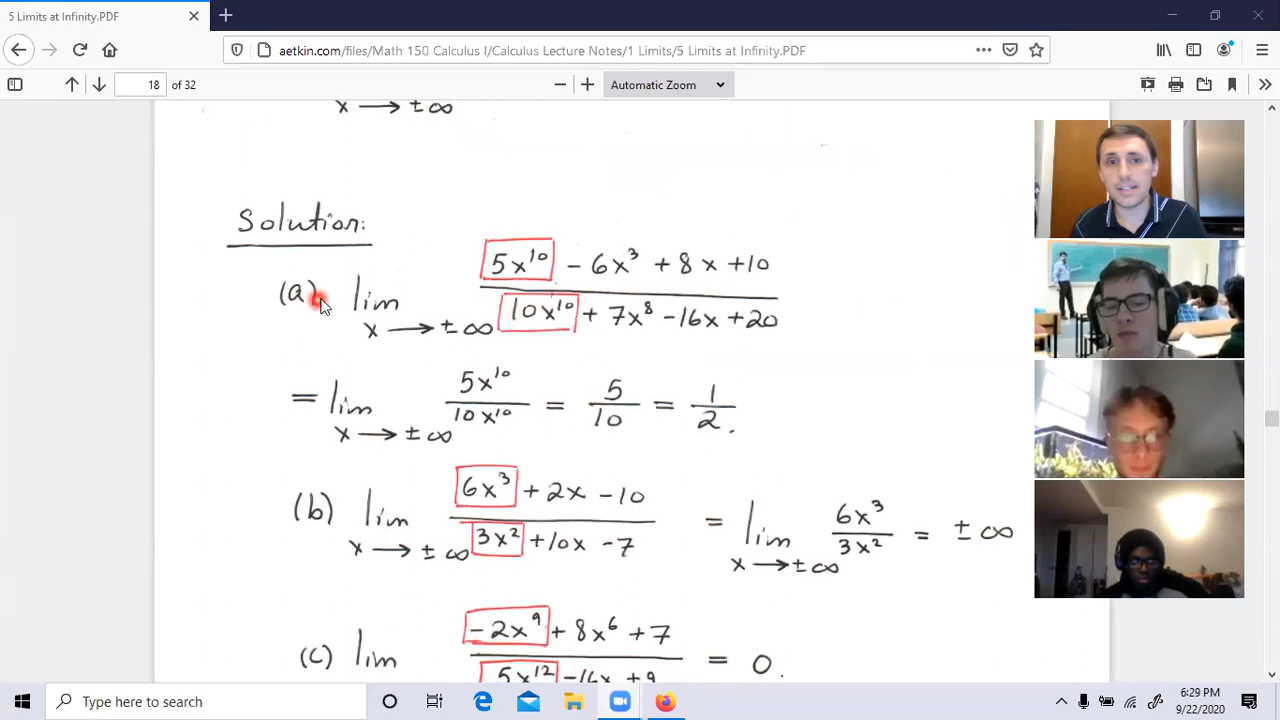 5 Limits at Infinity.PDF
aetkin.com/files/Math 150 Calculus I/Calculus Lecture Notes/1 Limits/5 Limits at Infinity.PDF
18 of 32
Automatic Zoom
x → ±∞
Solution:
(a) lim x → ±∞ (5x¹⁰ - 6x³ + 8x + 10) / (10x¹⁰ + 7x⁸ - 16x + 20)
= lim x → ±∞ 5x¹⁰ / 10x¹⁰ = 5/10 = 1/2.
(b) lim x → ±∞ (6x³ + 2x - 10) / (3x² + 10x - 7) = lim x → ±∞ 6x³ / 3x² = ±∞
(c) lim (-2x⁹ + 8x⁶ + 7) / (5x¹² - 16x + 9) = 0.
Type here to search
6:29 PM
9/22/2020